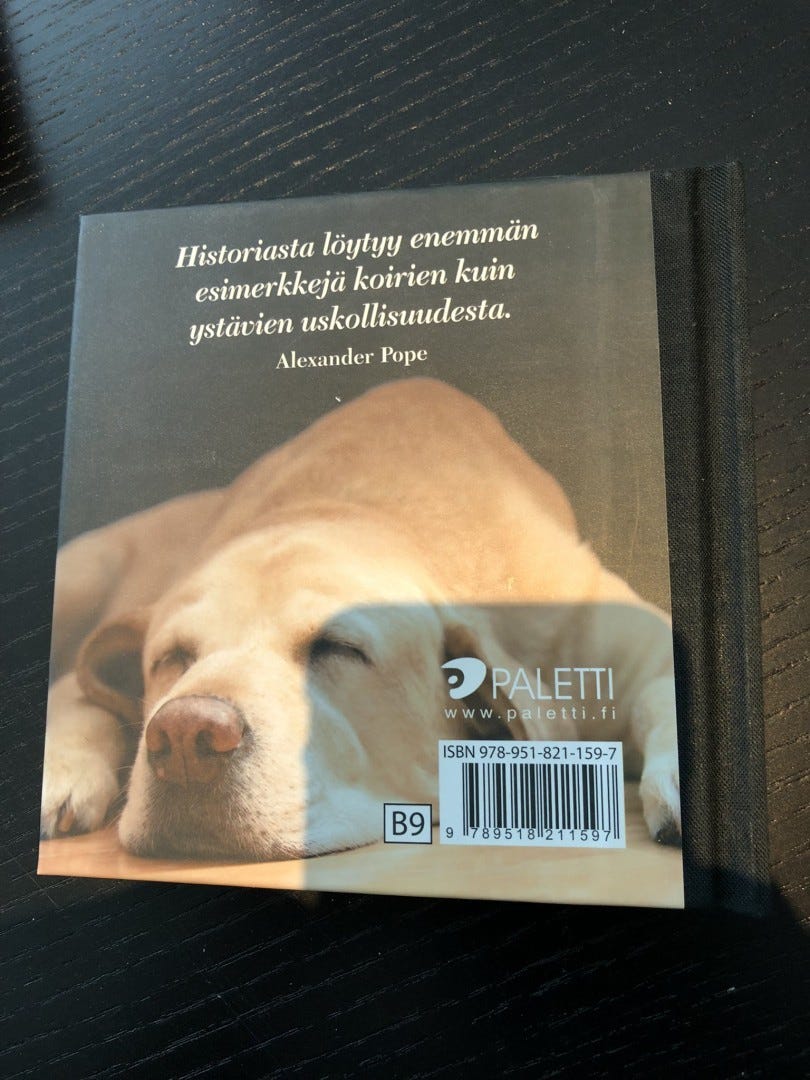 Historiasta löytyy enemmän
esimerkkejä koirien kuin
ystävien uskollisuudesta.
Alexander Pope
PALETTI
www.paletti.fi
ISBN 978-951-821-159-7
B9
9 789518 211597